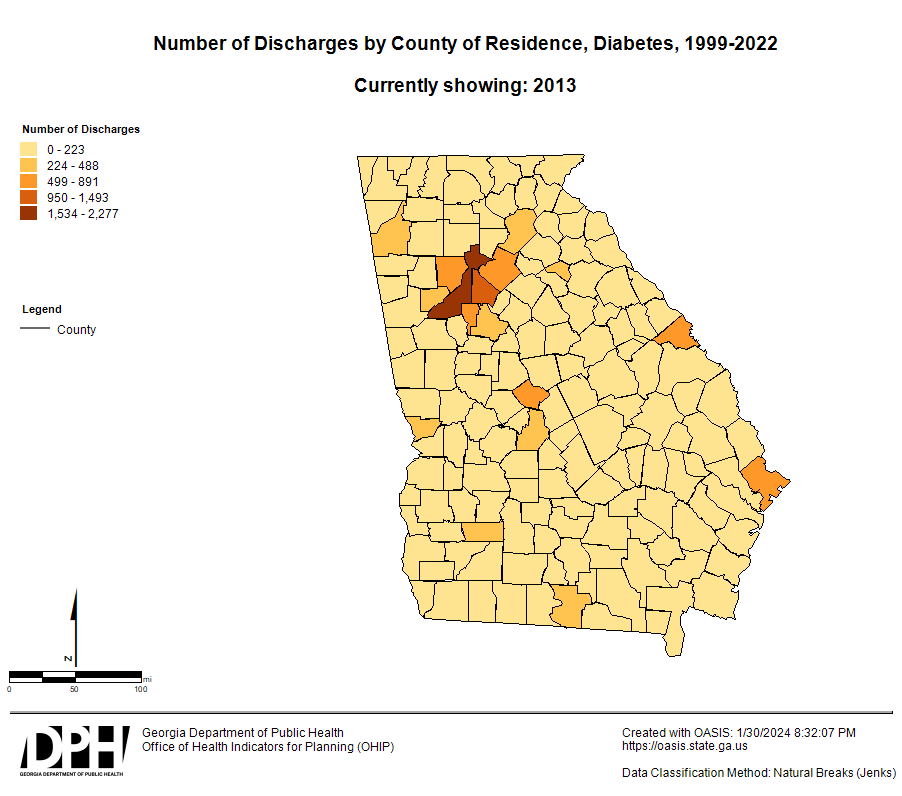 Number of Discharges by County of Residence, Diabetes, 1999-2022
Currently showing: 2013
Number of Discharges
0 - 223
224 - 488
499 - 891
950 - 1,493
1,534 - 2,277
Legend
County
N
mi
0 50 100
DPH
GEORGIA DEPARTMENT OF PUBLIC HEALTH
Georgia Department of Public Health
Office of Health Indicators for Planning (OHIP)
Created with OASIS: 1/30/2024 8:32:07 PM
https://oasis.state.ga.us
Data Classification Method: Natural Breaks (Jenks)